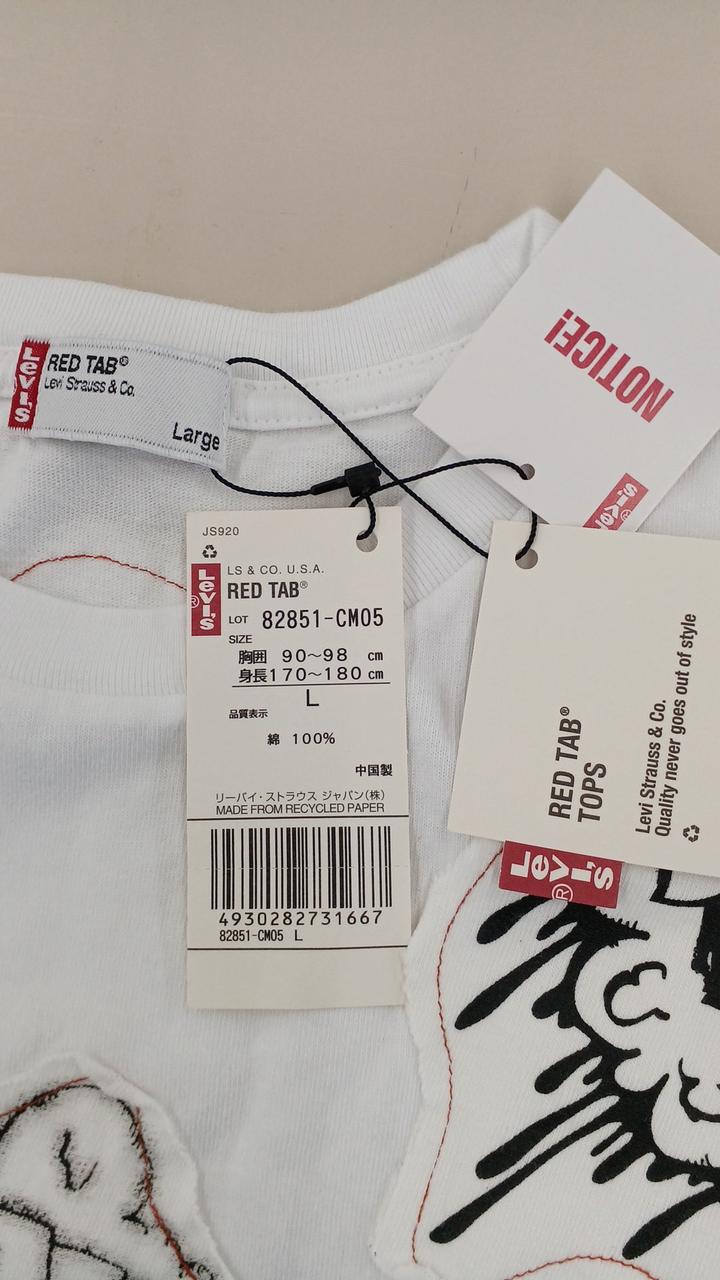 Levi's
RED TAB®
Levi Strauss & Co.
Large
NOTICE!
Levi's
JS920
LS & CO. U.S.A.
Levi's®
RED TAB®
LOT 82851-CM05
SIZE
胸囲 90～98 cm
身長170～180 cm
L
品質表示
綿 100%
中国製
リーバイ・ストラウス ジャパン(株)
MADE FROM RECYCLED PAPER
4930282731667
82851-CM05 L
RED TAB®
TOPS
Levi Strauss & Co.
Quality never goes out of style
Levi's®